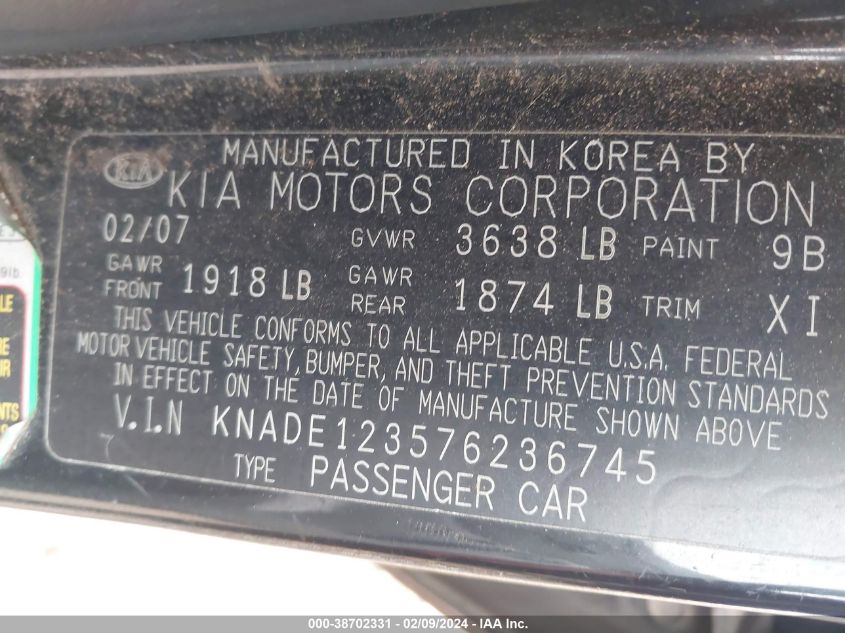 KIA
MANUFACTURED IN KOREA BY
KIA MOTORS CORPORATION
02/07 GVWR 3638 LB PAINT 9B
GAWR FRONT 1918 LB GAWR REAR 1874 LB TRIM XI
THIS VEHICLE CONFORMS TO ALL APPLICABLE U.S.A. FEDERAL
MOTOR VEHICLE SAFETY, BUMPER, AND THEFT PREVENTION STANDARDS
IN EFFECT ON THE DATE OF MANUFACTURE SHOWN ABOVE
V.I.N KNADE123576236745
TYPE PASSENGER CAR
000-38702331 - 02/09/2024 - IAA Inc.